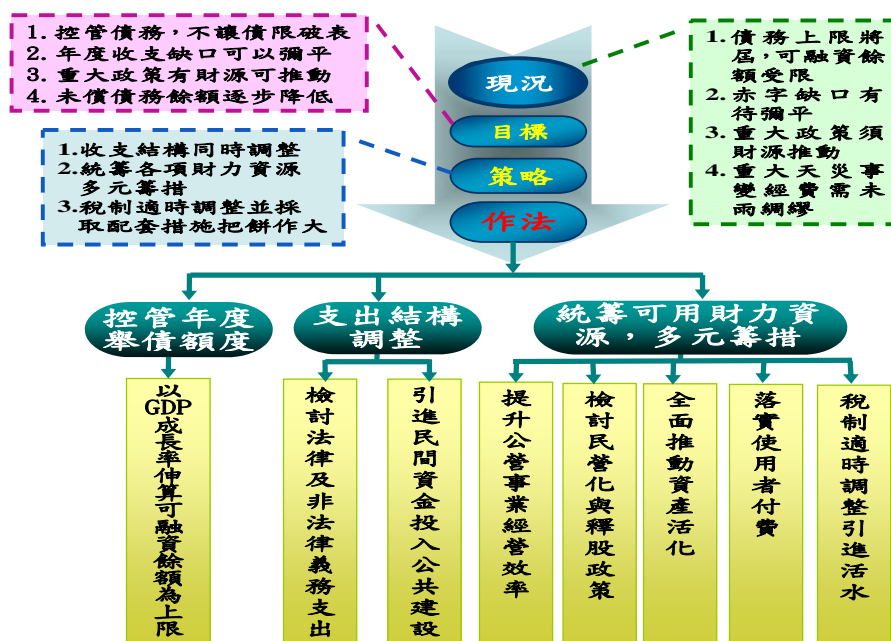 1. 控管債務，不讓債限破表
2. 年度收支缺口可以彌平
3. 重大政策有財源可推動
4. 未償債務餘額逐步降低
1.收支結構同時調整
2.統籌各項財力資源
多元籌措
3.稅制適時調整並採
取配套措施把餅作大
現況
目標
策略
作法
1. 債務上限將
屆，可融資餘
額受限
2. 赤字缺口有
待彌平
3. 重大政策須
財源推動
4. 重大天災事
變經費需未
雨綢繆
控管年度
舉債額度
支出結構
調整
統籌可用財力資
源，多元籌措
以GDP成長率伸算可融資餘額為上限
檢討法律及非法律義務支出
引進民間資金投入公共建設
提升公營事業經營效率
檢討民營化與釋股政策
全面推動資產活化
落實使用者付費
稅制適時調整引進活水